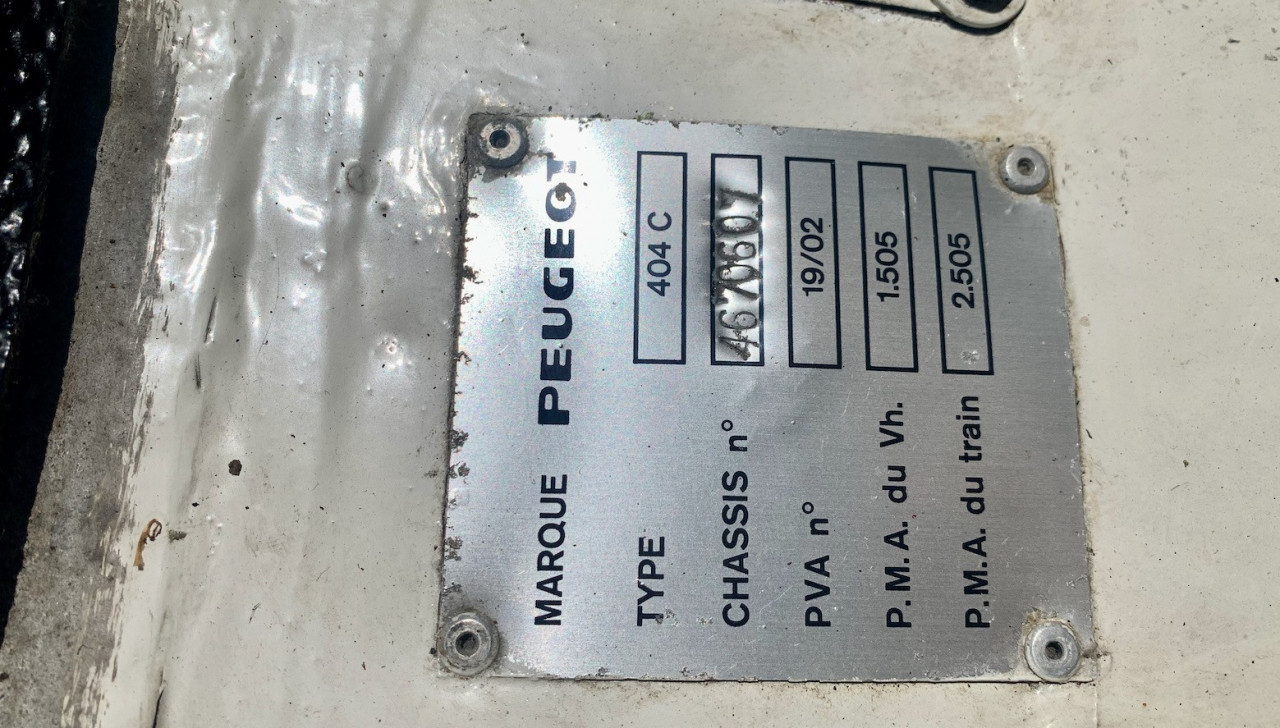 MARQUE PEUGEOT
TYPE 404 C
CHASSIS n° 4670607
PVA n° 19/02
P.M.A. du Vh. 1.505
P.M.A. du train 2.505